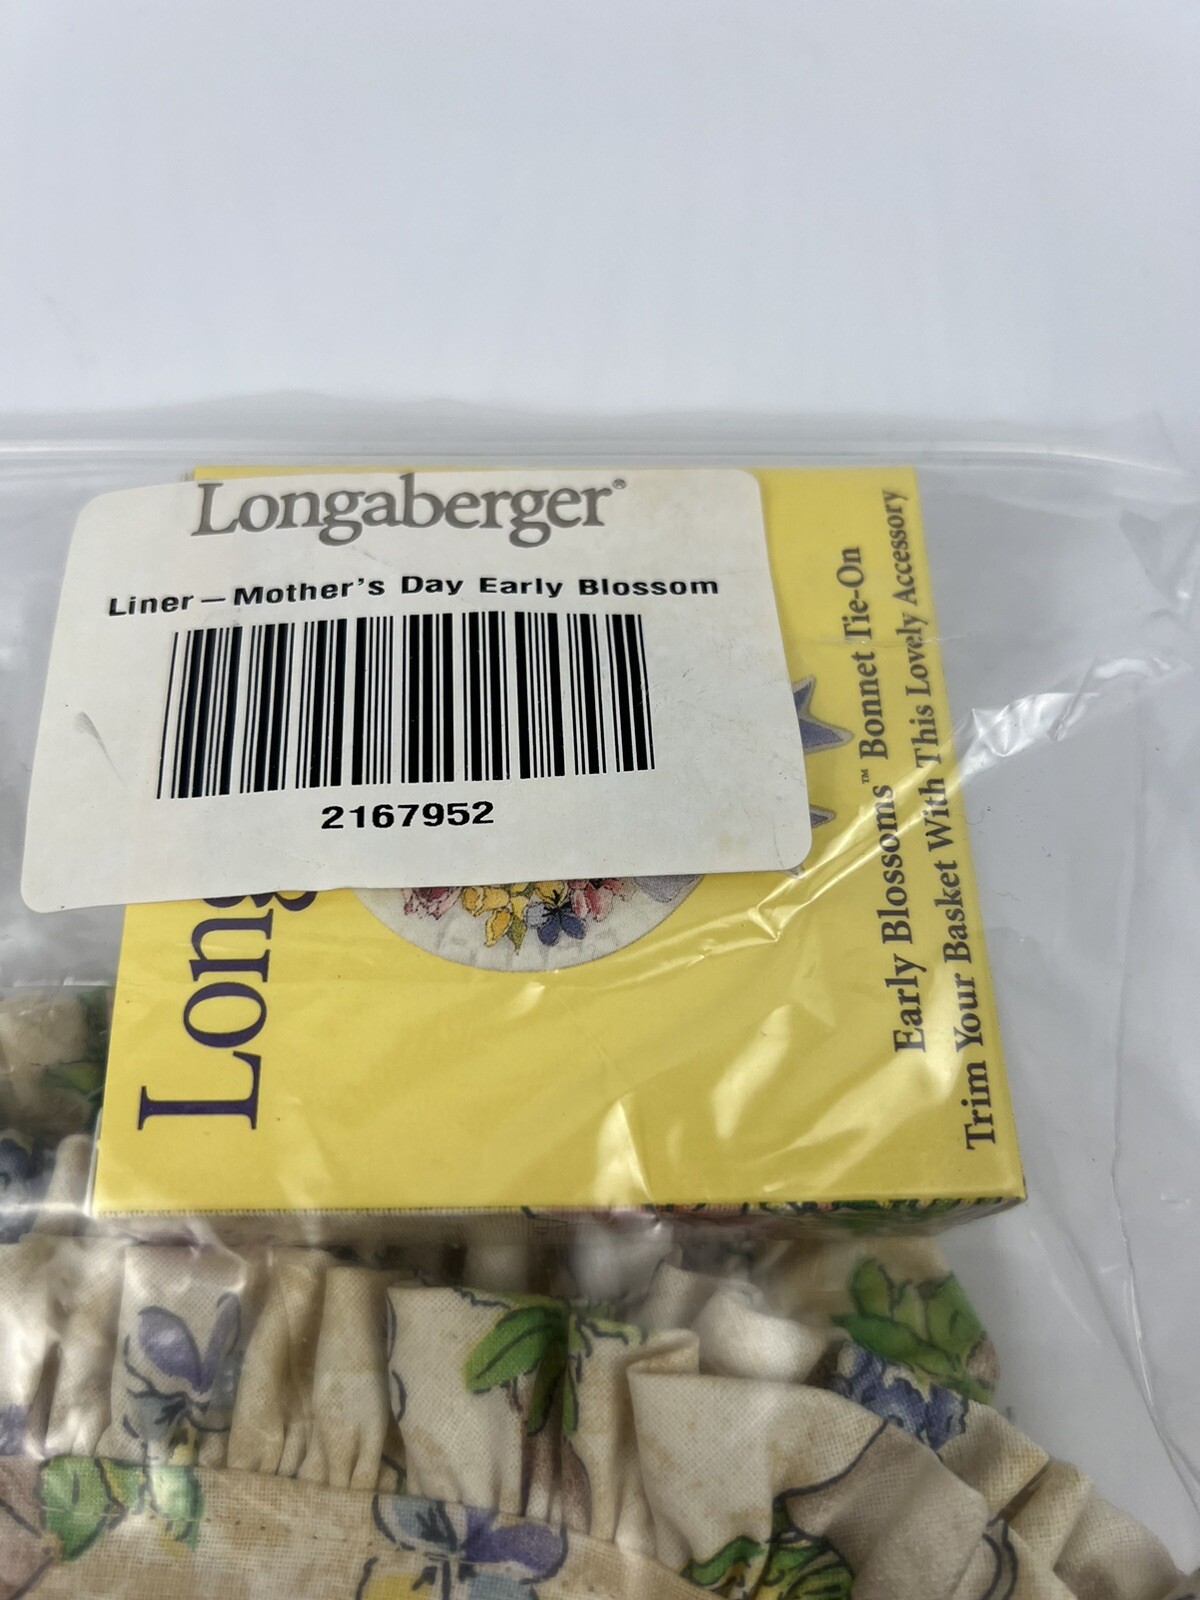 Longaberger®
Liner—Mother's Day Early Blossom
2167952
Long
Early Blossoms™ Bonnet Tie-On
Trim Your Basket With This Lovely Accessory